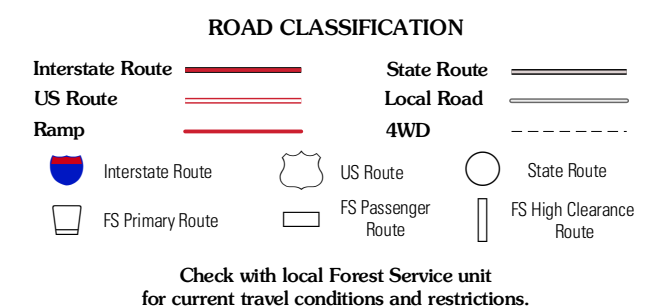 ROAD CLASSIFICATION
Interstate Route
State Route
US Route
Local Road
Ramp
4WD
Interstate Route
US Route
State Route
FS Primary Route
FS Passenger
Route
FS High Clearance
Route
Check with local Forest Service unit
for current travel conditions and restrictions.